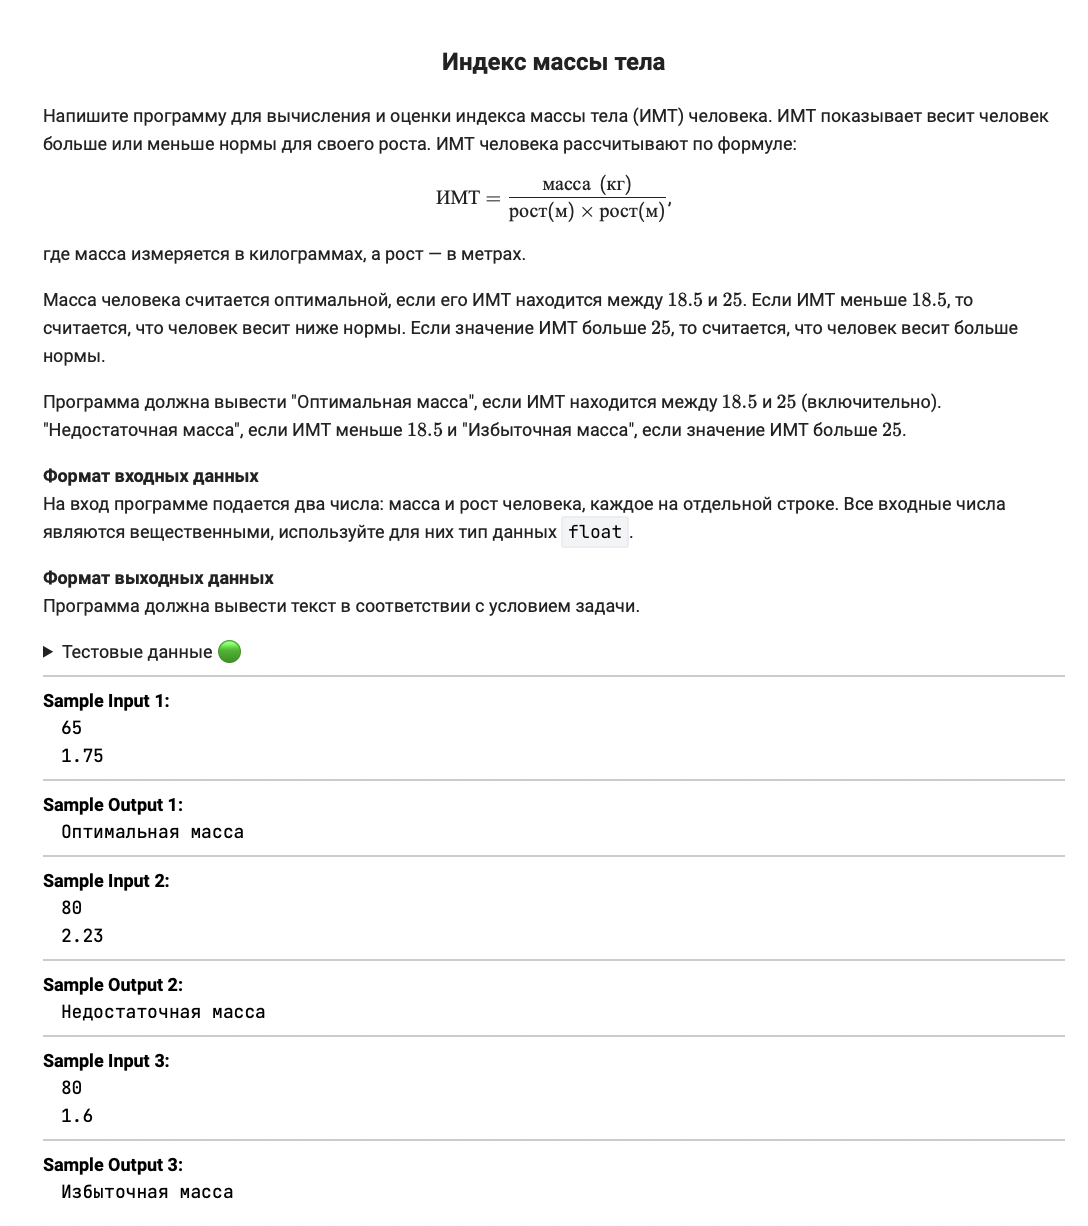 Индекс массы тела
Напишите программу для вычисления и оценки индекса массы тела (ИМТ) человека. ИМТ показывает весит человек
больше или меньше нормы для своего роста. ИМТ человека рассчитывают по формуле:
ИМТ = масса (кг) / рост(м) × рост(м),
где масса измеряется в килограммах, а рост — в метрах.
Масса человека считается оптимальной, если его ИМТ находится между 18.5 и 25. Если ИМТ меньше 18.5, то
считается, что человек весит ниже нормы. Если значение ИМТ больше 25, то считается, что человек весит больше
нормы.
Программа должна вывести "Оптимальная масса", если ИМТ находится между 18.5 и 25 (включительно).
"Недостаточная масса", если ИМТ меньше 18.5 и "Избыточная масса", если значение ИМТ больше 25.
Формат входных данных
На вход программе подается два числа: масса и рост человека, каждое на отдельной строке. Все входные числа
являются вещественными, используйте для них тип данных float.
Формат выходных данных
Программа должна вывести текст в соответствии с условием задачи.
Тестовые данные
Sample Input 1:
65
1.75
Sample Output 1:
Оптимальная масса
Sample Input 2:
80
2.23
Sample Output 2:
Недостаточная масса
Sample Input 3:
80
1.6
Sample Output 3:
Избыточная масса